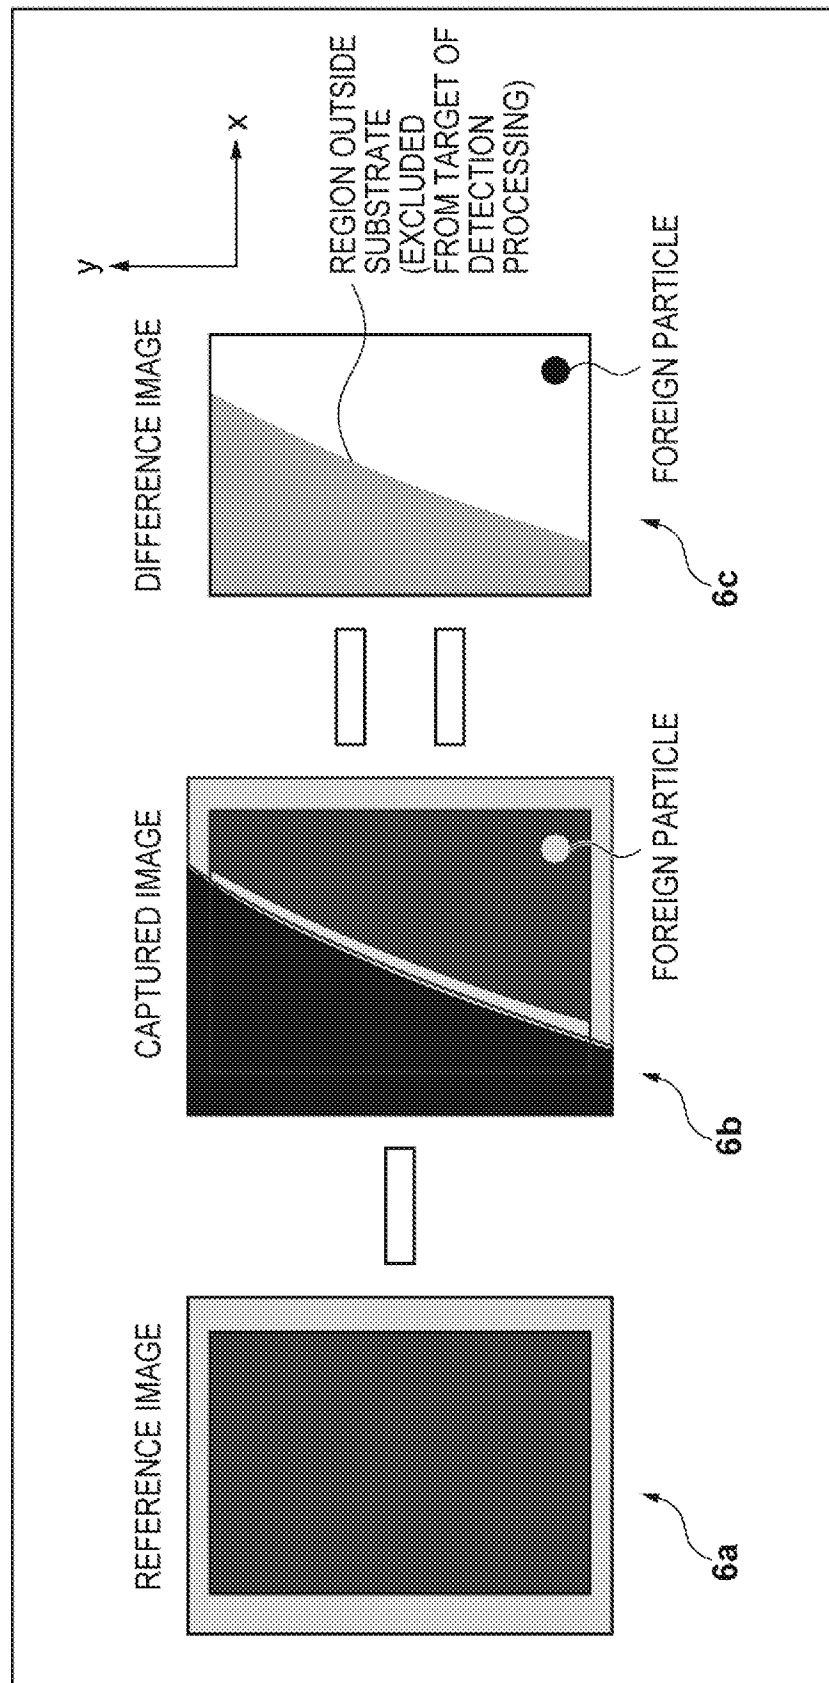 REFERENCE IMAGE
CAPTURED IMAGE
DIFFERENCE IMAGE
y
x
REGION OUTSIDE
SUBSTRATE
(EXCLUDED
FROM TARGET OF
DETECTION
PROCESSING)
FOREIGN PARTICLE
FOREIGN PARTICLE
6a
6b
6c